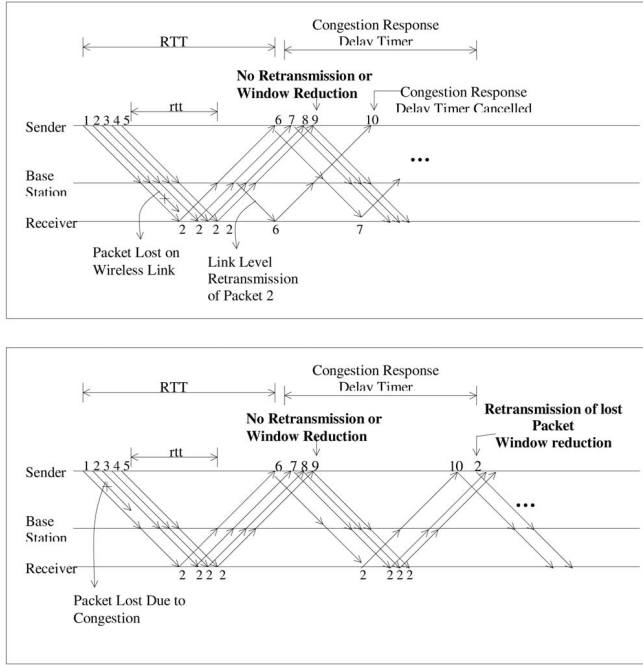 RTT
Congestion Response
Delay Timer
No Retransmission or
Window Reduction
Congestion Response
Delay Timer Cancelled
rtt
1 2 3 4 5
6 7 8 9
10
Sender
...
Base
Station
Receiver
2 2 2 2
6
7
Packet Lost on
Wireless Link
Link Level
Retransmission
of Packet 2
RTT
Congestion Response
Delay Timer
No Retransmission or
Window Reduction
Retransmission of lost
Packet
Window reduction
rtt
1 2 3 4 5
6 7 8 9
10 2
Sender
...
Base
Station
Receiver
2 2 2 2
2 2 2 2
Packet Lost Due to
Congestion